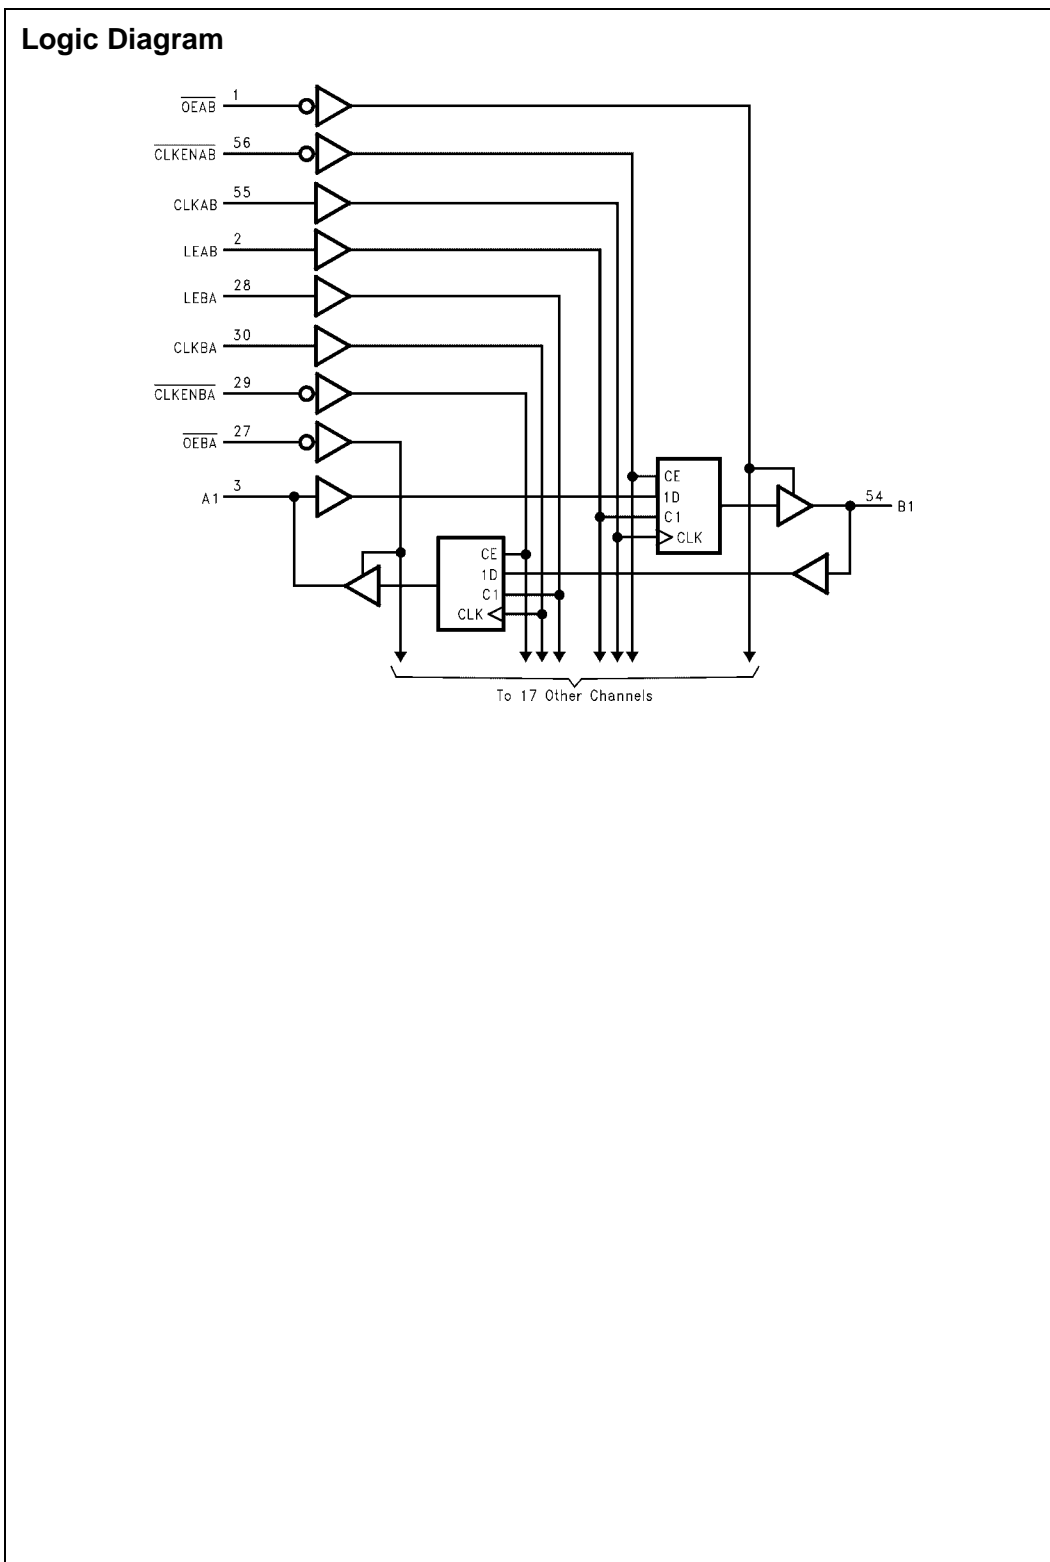 Logic Diagram
OEAB 1
CLKENAB 56
CLKAB 55
LEAB 2
LEBA 28
CLKBA 30
CLKENBA 29
OEBA 27
A1 3
CE
1D
C1
CLK
54 B1
CE
1D
C1
CLK
To 17 Other Channels